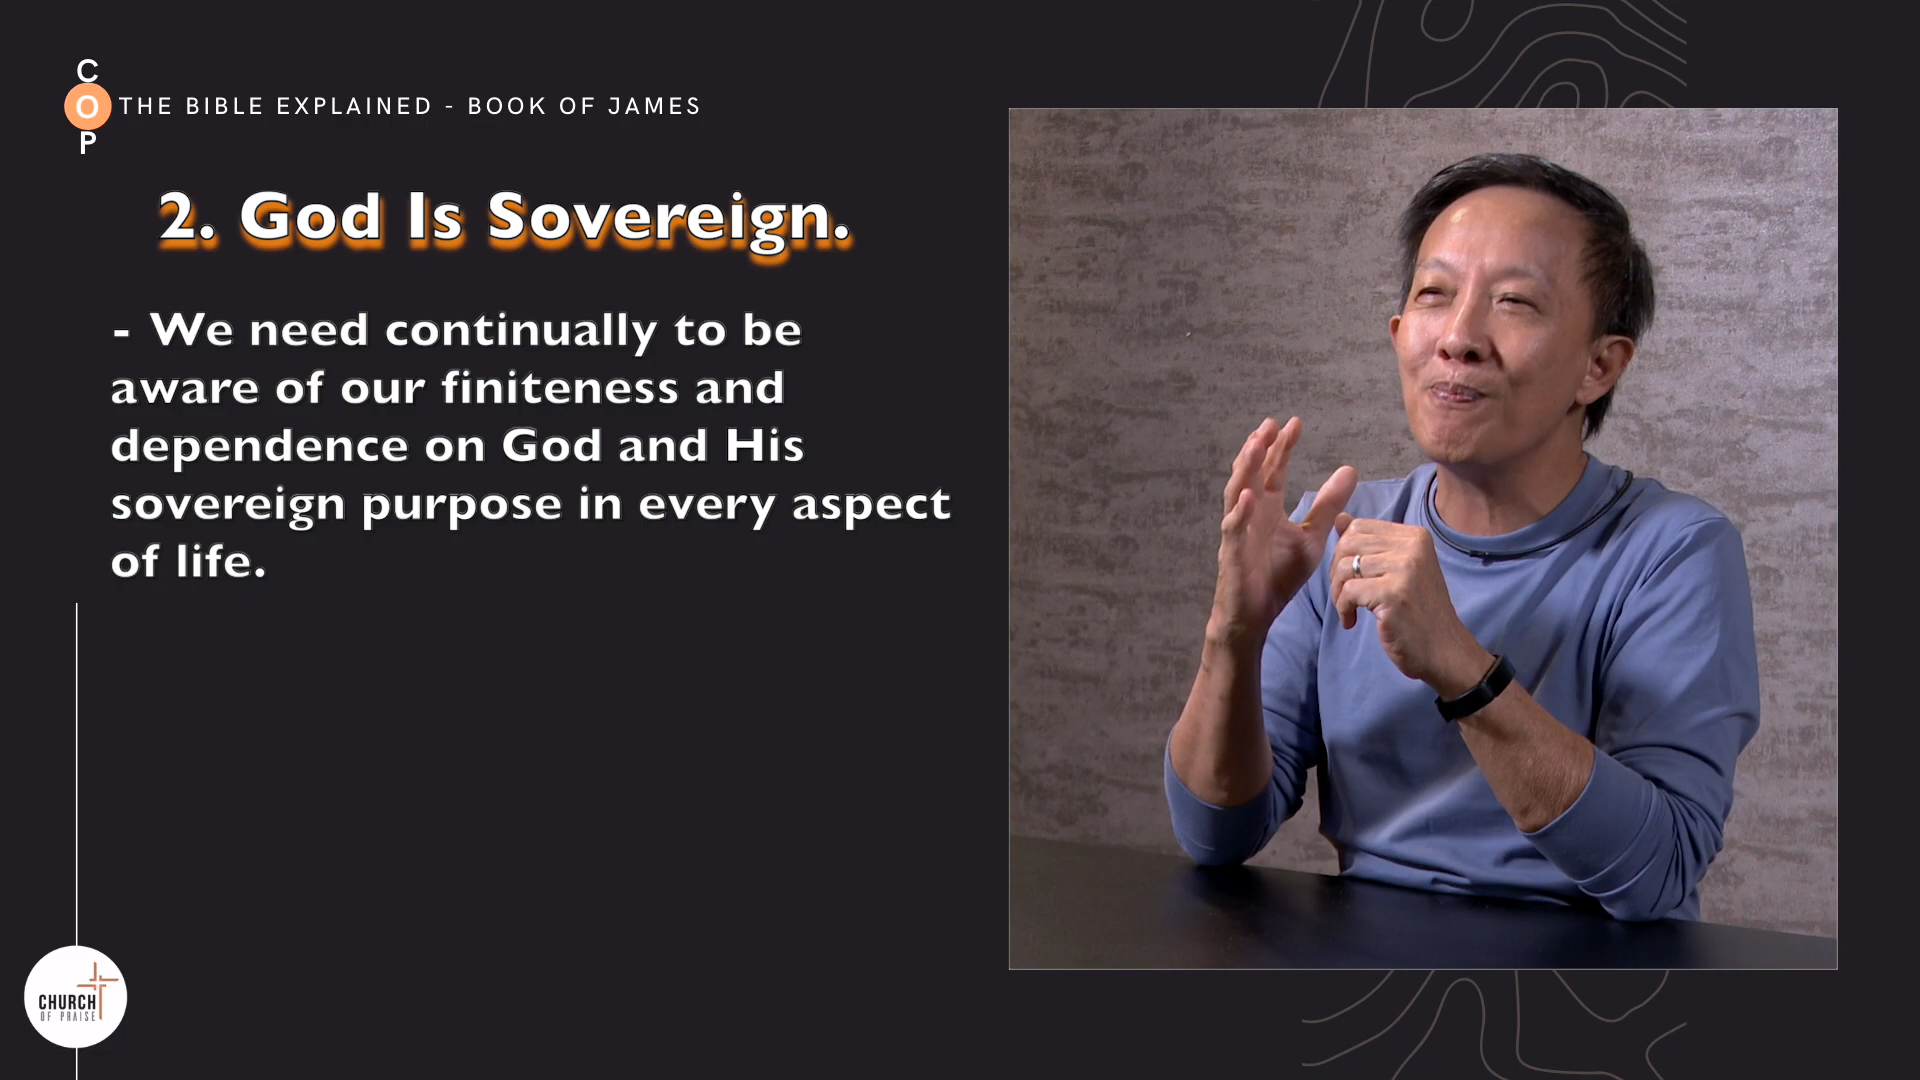 C
O
P
THE BIBLE EXPLAINED - BOOK OF JAMES
2. God Is Sovereign.
- We need continually to be
aware of our finiteness and
dependence on God and His
sovereign purpose in every aspect
of life.
CHURCH
OF PRAISE